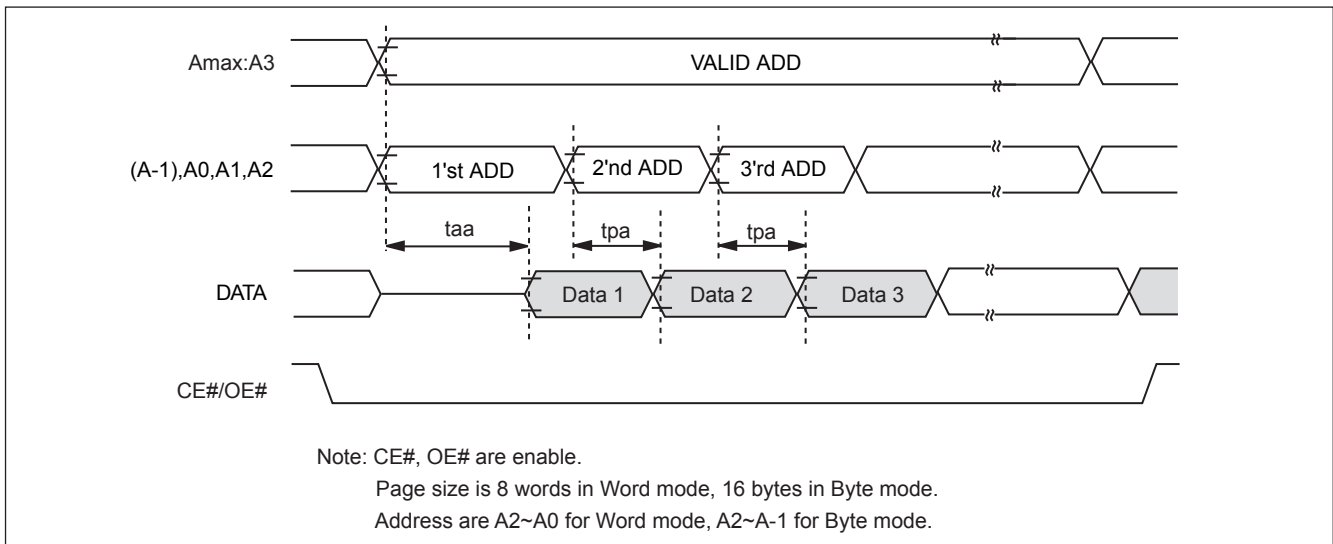 Amax:A3
VALID ADD
(A-1),A0,A1,A2
1'st ADD
2'nd ADD
3'rd ADD
taa
tpa
tpa
DATA
Data 1
Data 2
Data 3
CE#/OE#
Note: CE#, OE# are enable.
Page size is 8 words in Word mode, 16 bytes in Byte mode.
Address are A2~A0 for Word mode, A2~A-1 for Byte mode.